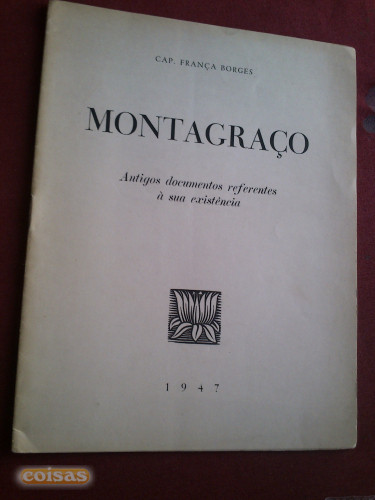 CAP. FRANÇA BORGES
MONTAGRAÇO
Antigos documentos referentes
à sua existência
1947
coisas